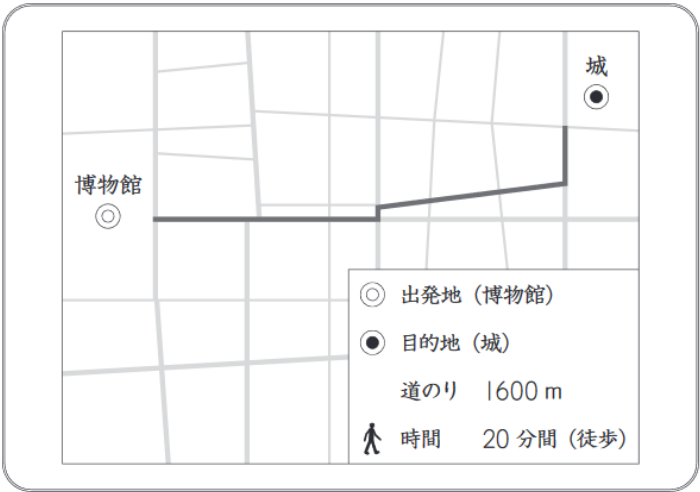 城
博物館
出発地（博物館）
目的地（城）
道のり 1600 m
時間 20 分間（徒歩）